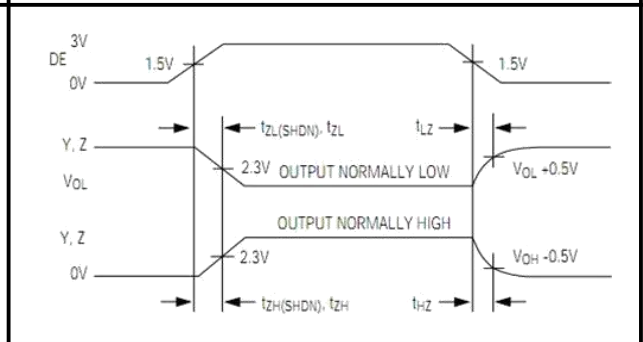 3V
DE
1.5V
1.5V
0V
tZL(SHDN), tZL
tLZ
Y, Z
2.3V
OUTPUT NORMALLY LOW
VOL +0.5V
VOL
OUTPUT NORMALLY HIGH
Y, Z
2.3V
VOH -0.5V
0V
tZH(SHDN), tZH
tHZ